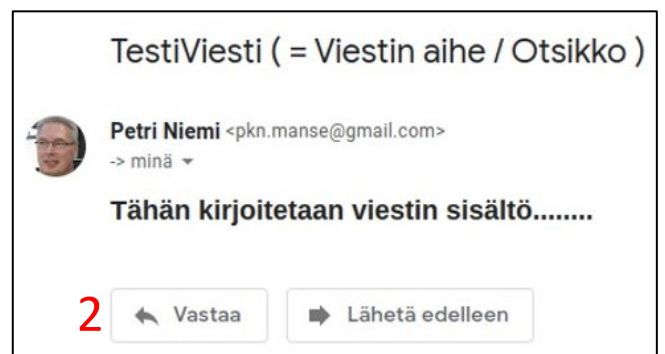 TestiViesti ( = Viestin aihe / Otsikko )
Petri Niemi <pkn.manse@gmail.com>
-> minä
Tähän kirjoitetaan viestin sisältö........
2 Vastaa Lähetä edelleen